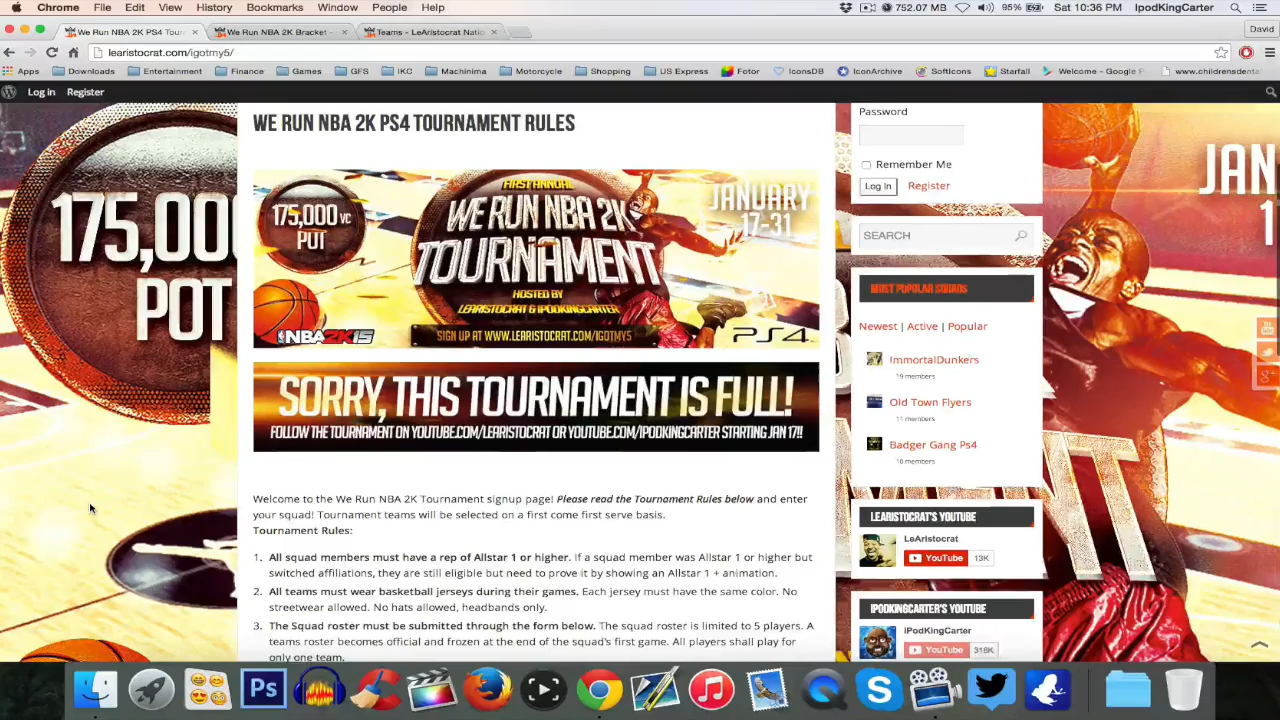 Chrome File Edit View History Bookmarks Window People Help 752.07 MB 95% Sat 10:36 PM IpodKingCarter
We Run NBA 2K PS4 Tour We Run NBA 2K Bracket - Teams - LeAristocrat Natio David
learistocrat.com/igotmy5/
Apps Downloads Entertainment Finance Games GFS IKC Machinima Motorcycle Shopping US Express Fotor IconsDB IconArchive SoftIcons Starfall Welcome - Google P www.childrensdenta
Log in Register
WE RUN NBA 2K PS4 TOURNAMENT RULES
175,000 VC
PUT
FIRST ANNUAL
WE RUN NBA 2K
TOURNAMENT
HOSTED BY
LEARISTOCRAT & IPODKINGCARTER
SIGN UP AT WWW.LEARISTOCRAT.COM/IGOTMY5
JANUARY
17-31
NBA2K15
PS4
SORRY, THIS TOURNAMENT IS FULL!
FOLLOW THE TOURNAMENT ON YOUTUBE.COM/LEARISTOCRAT OR YOUTUBE.COM/IPODKINGCARTER STARTING JAN 17!!
Welcome to the We Run NBA 2K Tournament signup page! Please read the Tournament Rules below and enter
your squad! Tournament teams will be selected on a first come first serve basis.
Tournament Rules:
1. All squad members must have a rep of Allstar 1 or higher. If a squad member was Allstar 1 or higher but
switched affiliations, they are still eligible but need to prove it by showing an Allstar 1 + animation.
2. All teams must wear basketball jerseys during their games. Each jersey must have the same color. No
streetwear allowed. No hats allowed, headbands only.
3. The Squad roster must be submitted through the form below. The squad roster is limited to 5 players. A
teams roster becomes official and frozen at the end of the squad's first game. All players shall play for
only one team.
Password
Remember Me
Log In Register
SEARCH
MOST POPULAR SQUADS
Newest | Active | Popular
ImmortalDunkers
19 members
Old Town Flyers
11 members
Badger Gang Ps4
10 members
LEARISTOCRAT'S YOUTUBE
LeAristocrat
YouTube 13K
IPODKINGCARTER'S YOUTUBE
iPodKingCarter
YouTube 318K
175,000
POT
JAN
1
NT